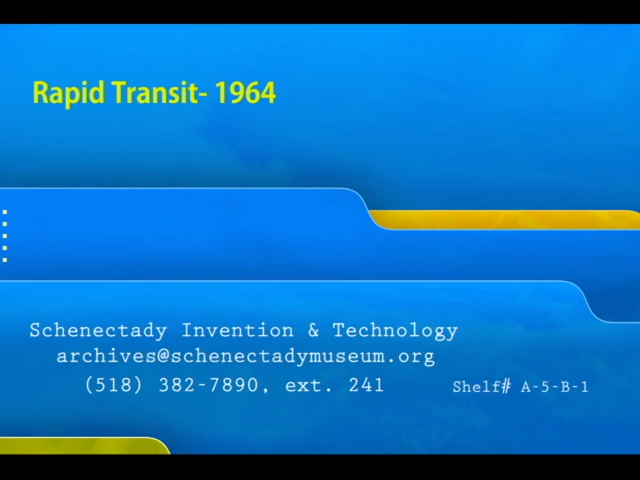 Rapid Transit- 1964
Schenectady Invention & Technology
archives@schenectadymuseum.org
(518) 382-7890, ext. 241
Shelf# A-5-B-1